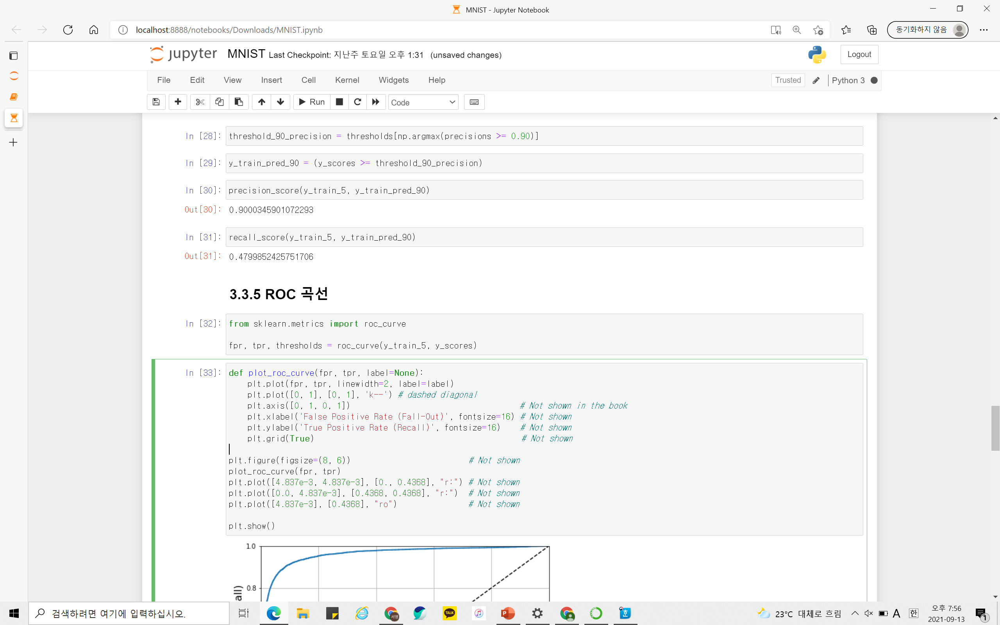 MNIST - Jupyter Notebook
localhost:8888/notebooks/Downloads/MNIST.ipynb
동기화하지 않음
jupyter MNIST Last Checkpoint: 지난주 토요일 오후 1:31 (unsaved changes)
Logout
File Edit View Insert Cell Kernel Widgets Help
Trusted Python 3
Run Code
In [28]: threshold_90_precision = thresholds[np.argmax(precisions >= 0.90)]
In [29]: y_train_pred_90 = (y_scores >= threshold_90_precision)
In [30]: precision_score(y_train_5, y_train_pred_90)
Out[30]: 0.9000345901072293
In [31]: recall_score(y_train_5, y_train_pred_90)
Out[31]: 0.4799852425751706
3.3.5 ROC 곡선
In [32]: from sklearn.metrics import roc_curve
fpr, tpr, thresholds = roc_curve(y_train_5, y_scores)
In [33]: def plot_roc_curve(fpr, tpr, label=None):
plt.plot(fpr, tpr, linewidth=2, label=label)
plt.plot([0, 1], [0, 1], 'k--') # dashed diagonal
plt.axis([0, 1, 0, 1]) # Not shown in the book
plt.xlabel('False Positive Rate (Fall-Out)', fontsize=16) # Not shown
plt.ylabel('True Positive Rate (Recall)', fontsize=16) # Not shown
plt.grid(True) # Not shown
plt.figure(figsize=(8, 6)) # Not shown
plot_roc_curve(fpr, tpr)
plt.plot([4.837e-3, 4.837e-3], [0., 0.4368], "r:") # Not shown
plt.plot([0.0, 4.837e-3], [0.4368, 0.4368], "r:") # Not shown
plt.plot([4.837e-3], [0.4368], "ro") # Not shown
plt.show()
1.0
0.8
all)
검색하려면 여기에 입력하십시오.
서영
TALK
P
훈
23°C 대체로 흐림
A
한
오후 7:56
2021-09-13
1